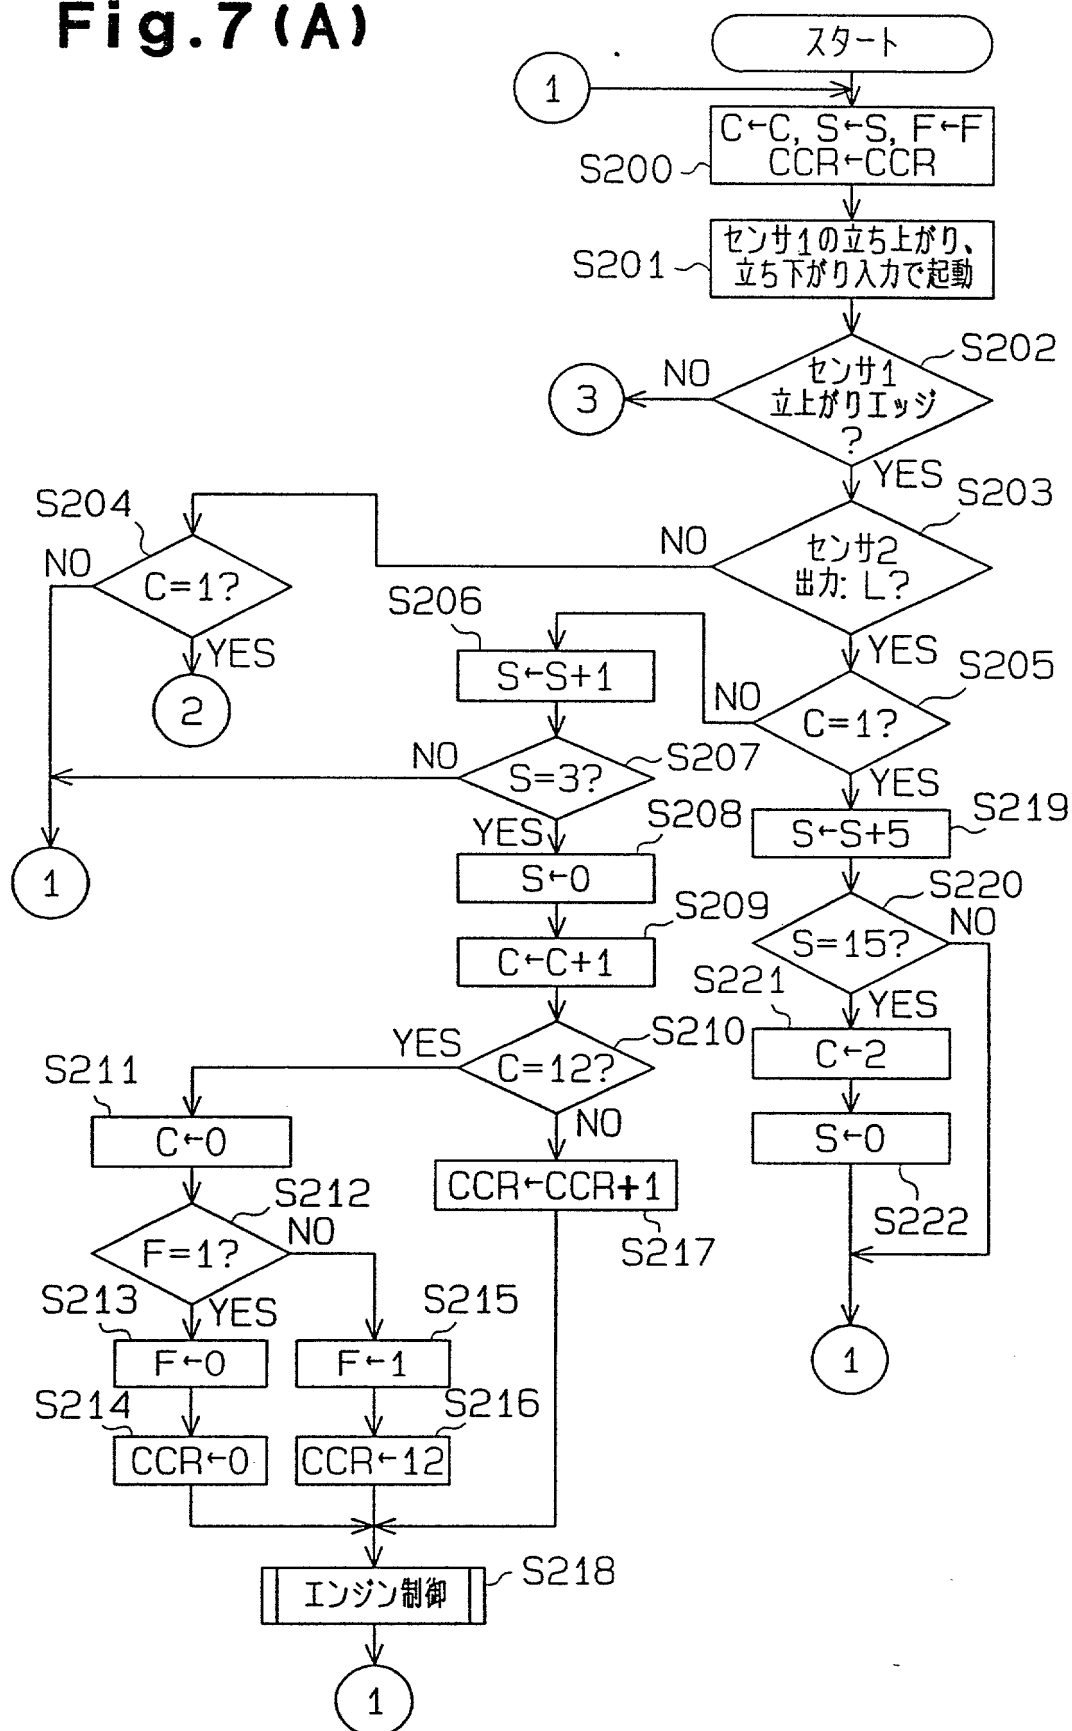 Fig.7(A)
スタート
1
C←C, S←S, F←F
CCR←CCR
S200
センサ1の立ち上がり、
立ち下がり入力で起動
S201
センサ1
立上がりエッジ
?
S202
NO
3
YES
センサ2
出力: L?
S203
NO
S204
C=1?
NO
YES
2
YES
C=1?
S205
NO
S206
S←S+1
S=3?
S207
NO
YES
1
S208
S←0
S209
C←C+1
C=12?
S210
YES
NO
YES
S←S+5
S219
S=15?
S220
NO
YES
S221
C←2
S←0
S222
1
S211
C←0
F=1?
S212
NO
YES
S213
F←0
S214
CCR←0
S215
F←1
S216
CCR←12
CCR←CCR+1
S217
エンジン制御
S218
1